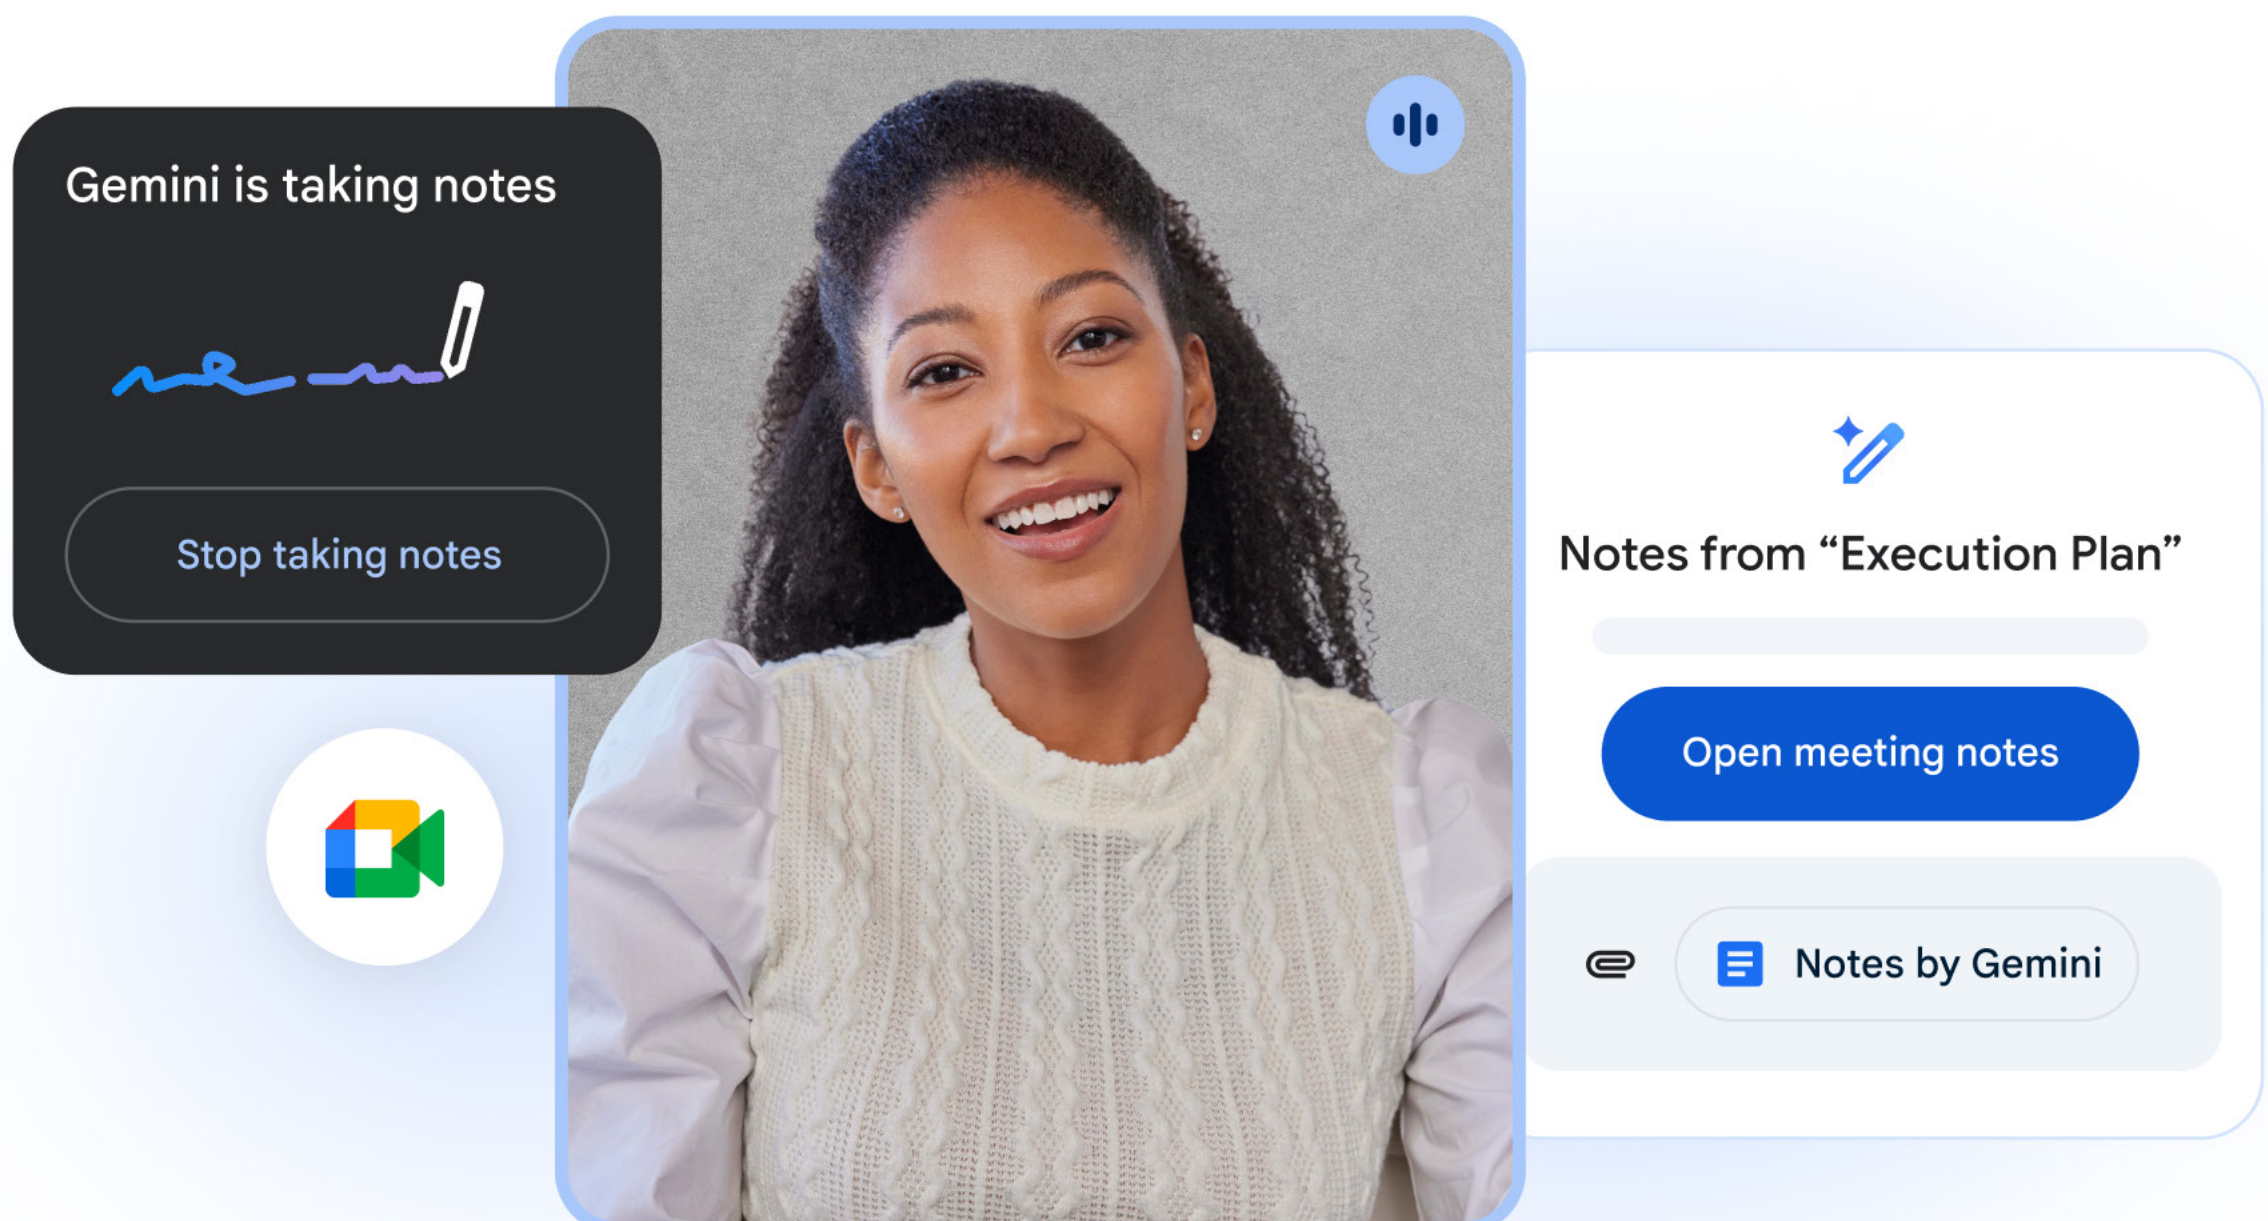 Gemini is taking notes
Stop taking notes
Notes from “Execution Plan”
Open meeting notes
Notes by Gemini